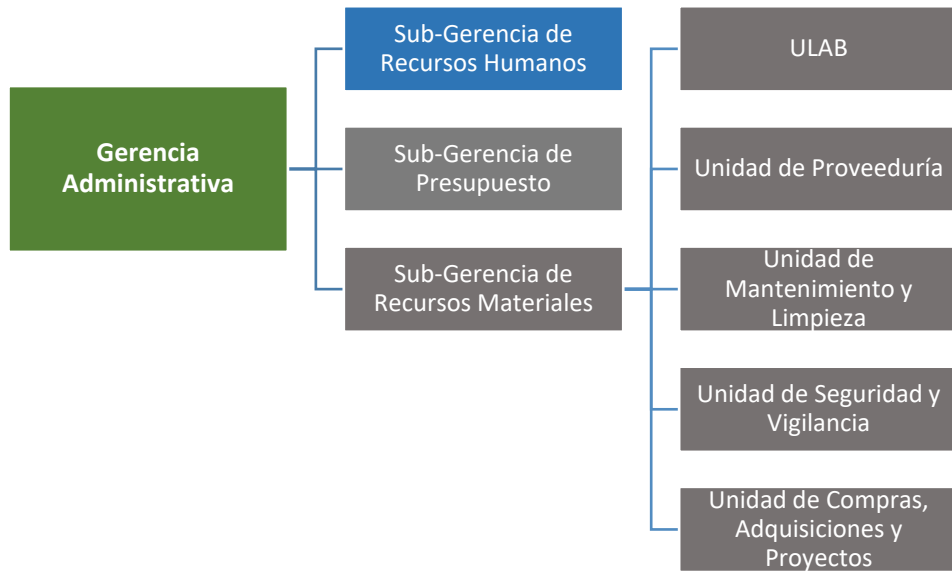 Gerencia
Administrativa
Sub-Gerencia de
Recursos Humanos
Sub-Gerencia de
Presupuesto
Sub-Gerencia de
Recursos Materiales
ULAB
Unidad de Proveeduría
Unidad de
Mantenimiento y
Limpieza
Unidad de Seguridad y
Vigilancia
Unidad de Compras,
Adquisiciones y
Proyectos